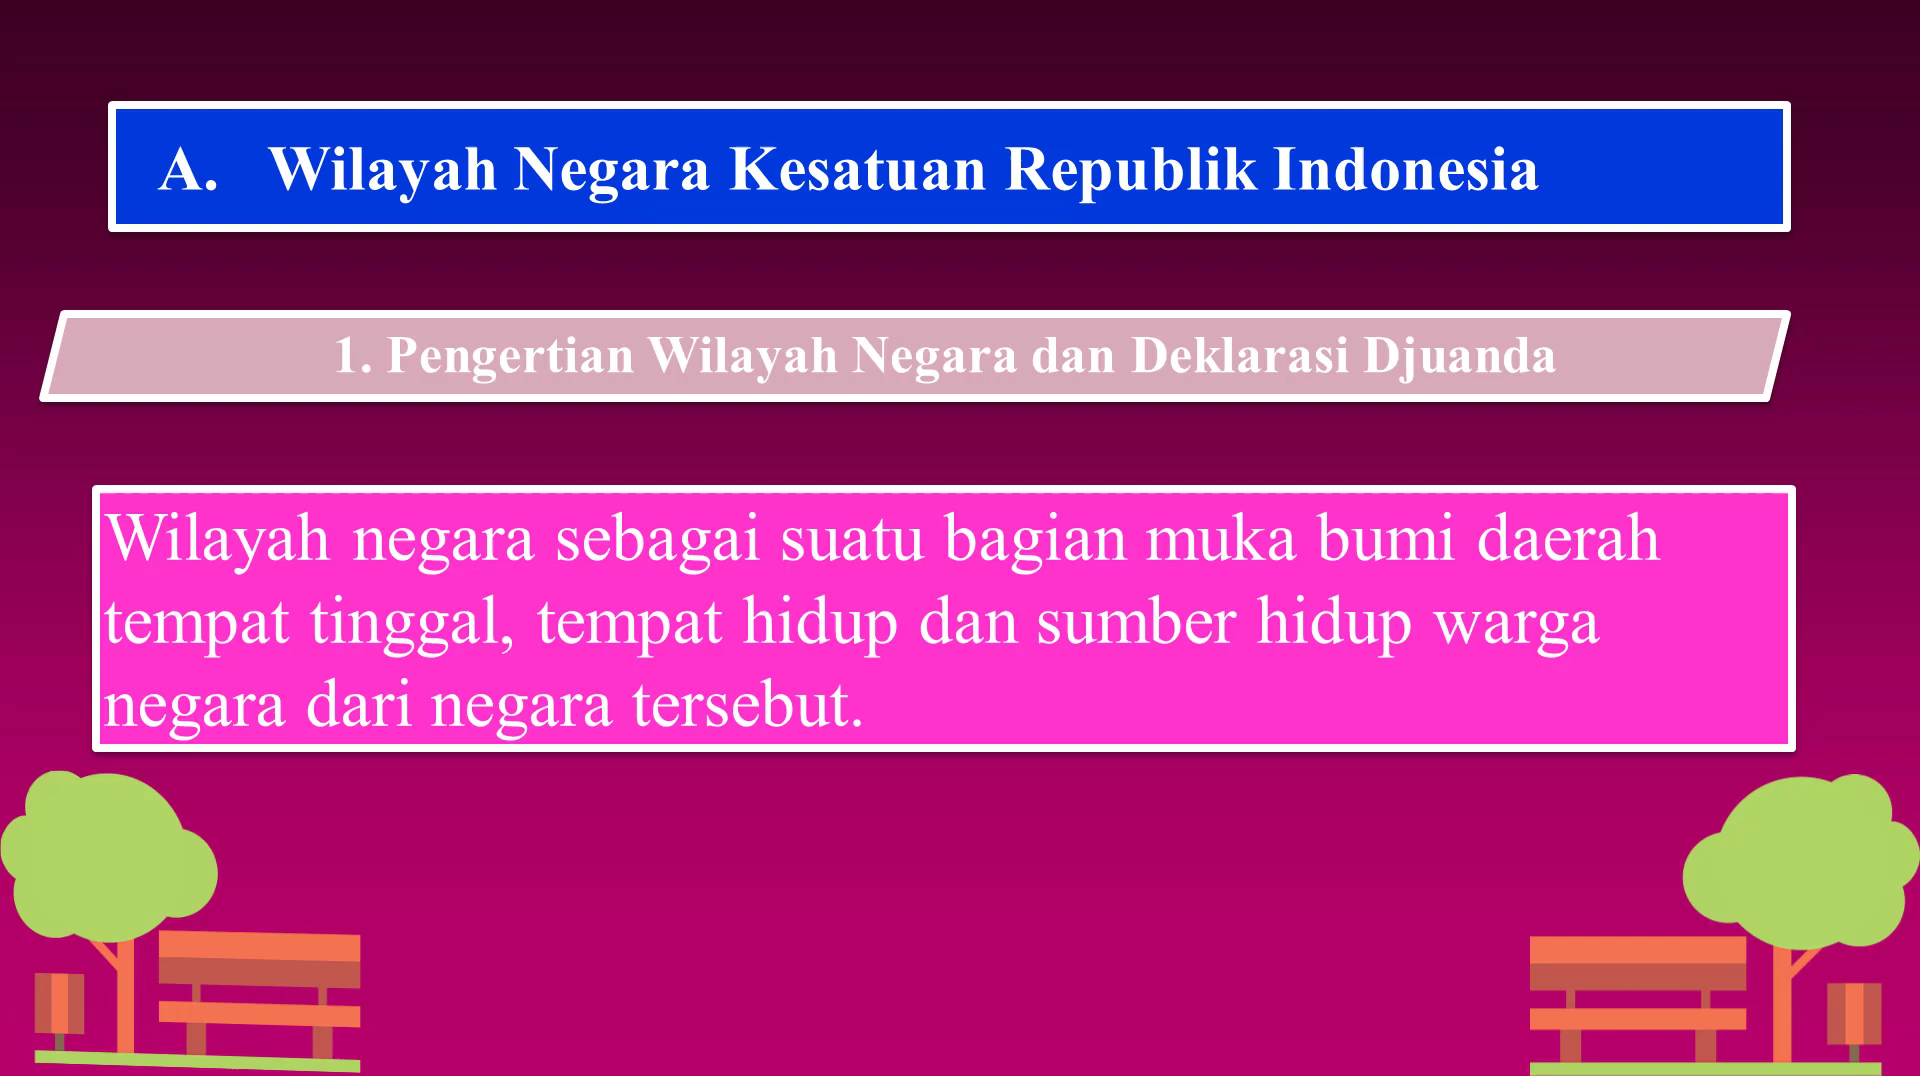 A. Wilayah Negara Kesatuan Republik Indonesia
1. Pengertian Wilayah Negara dan Deklarasi Djuanda
Wilayah negara sebagai suatu bagian muka bumi daerah
tempat tinggal, tempat hidup dan sumber hidup warga
negara dari negara tersebut.